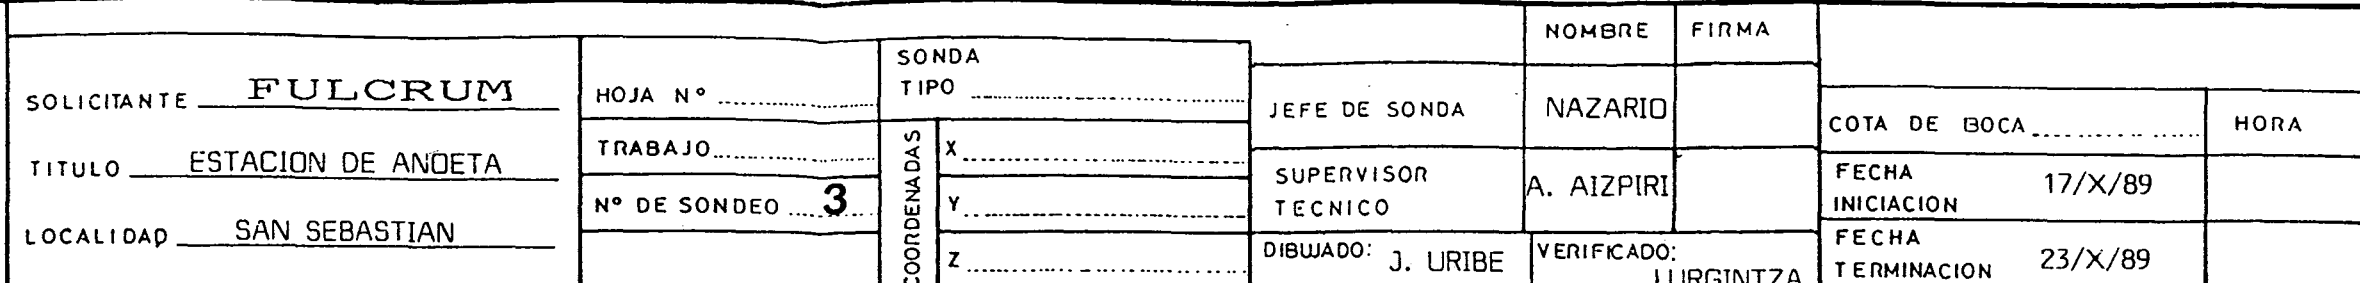 SOLICITANTE FULCRUM
TITULO ESTACION DE ANOETA
LOCALIDAD SAN SEBASTIAN
HOJA Nº
TRABAJO
Nº DE SONDEO 3
SONDA
TIPO
COORDENADAS
X
Y
Z
NOMBRE FIRMA
JEFE DE SONDA NAZARIO
SUPERVISOR
TECNICO A. AIZPIRI
DIBUJADO: J. URIBE
VERIFICADO:
LURGINTZA
COTA DE BOCA HORA
FECHA
INICIACION 17/X/89
FECHA
TERMINACION 23/X/89